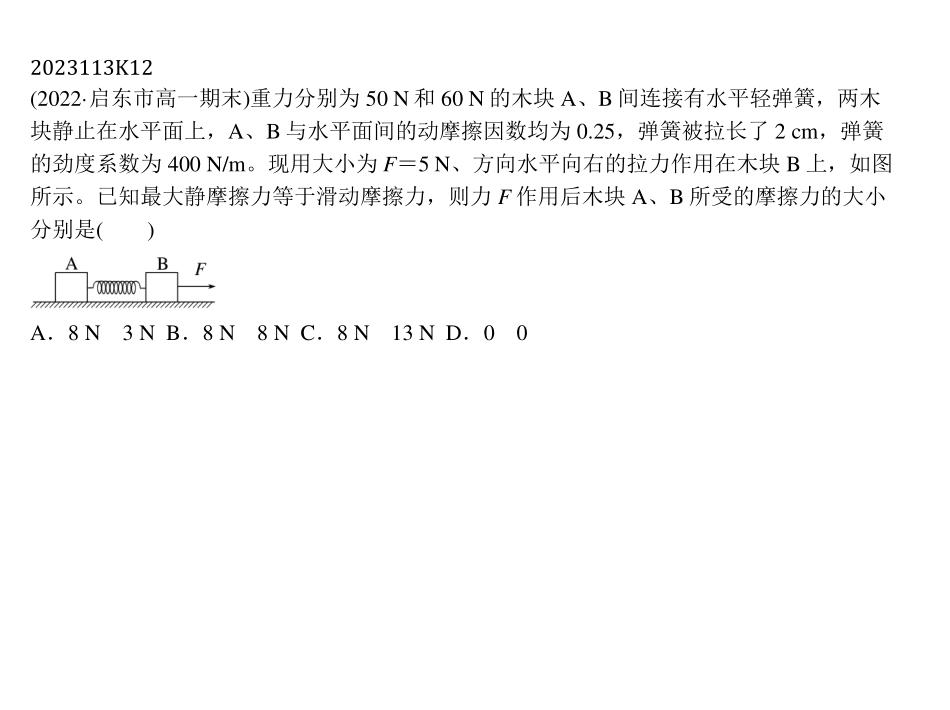 2023113K12
(2022·启东市高一期末)重力分别为 50 N 和 60 N 的木块 A、B 间连接有水平轻弹簧，两木
块静止在水平面上，A、B 与水平面间的动摩擦因数均为 0.25，弹簧被拉长了 2 cm，弹簧
的劲度系数为 400 N/m。现用大小为 F＝5 N、方向水平向右的拉力作用在木块 B 上，如图
所示。已知最大静摩擦力等于滑动摩擦力，则力 F 作用后木块 A、B 所受的摩擦力的大小
分别是(　　)
A B F
A．8 N　3 N B．8 N　8 N C．8 N　13 N D．0　0